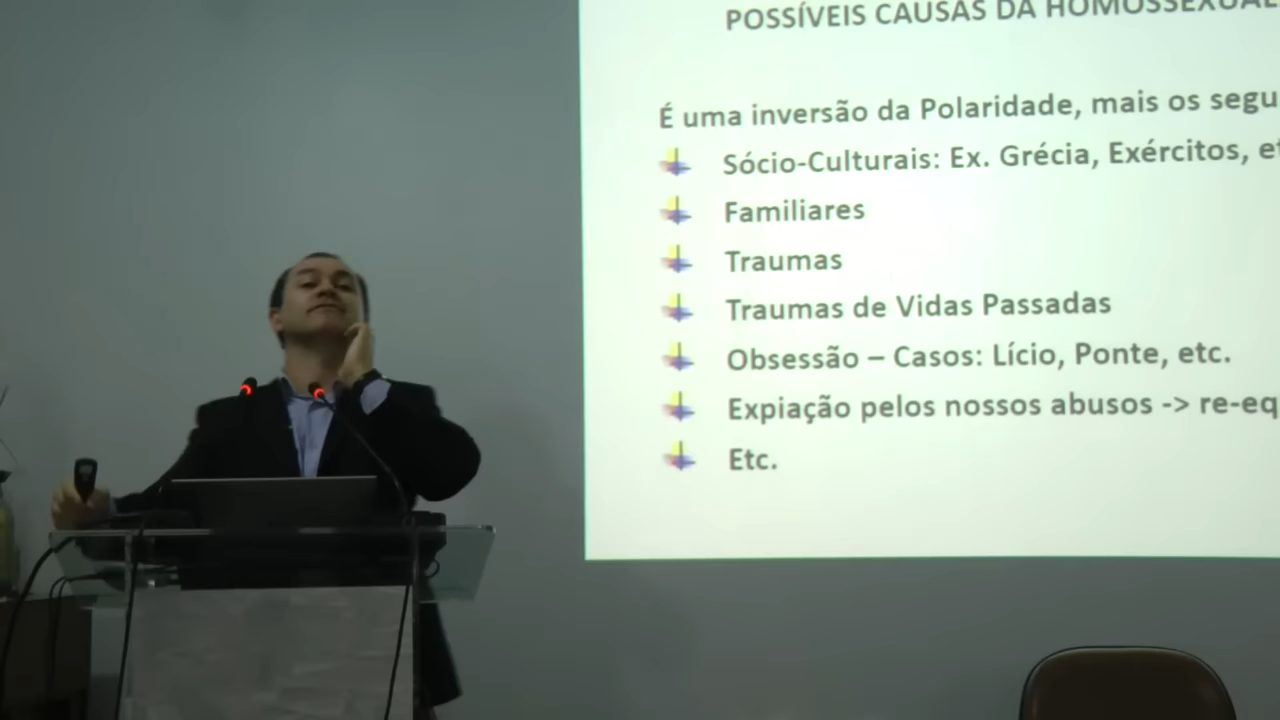 POSSÍVEIS CAUSAS DA HOMOSSEXUAL
É uma inversão da Polaridade, mais os segu
Sócio-Culturais: Ex. Grécia, Exércitos, et
Familiares
Traumas
Traumas de Vidas Passadas
Obsessão – Casos: Lício, Ponte, etc.
Expiação pelos nossos abusos -> re-eq
Etc.